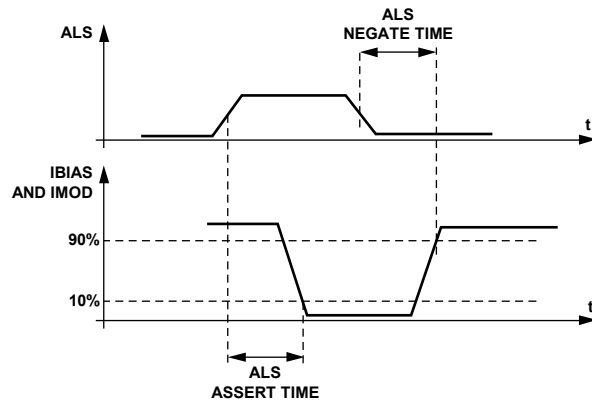 ALS
NEGATE TIME
ALS
t
IBIAS
AND IMOD
90%
10%
t
ALS
ASSERT TIME